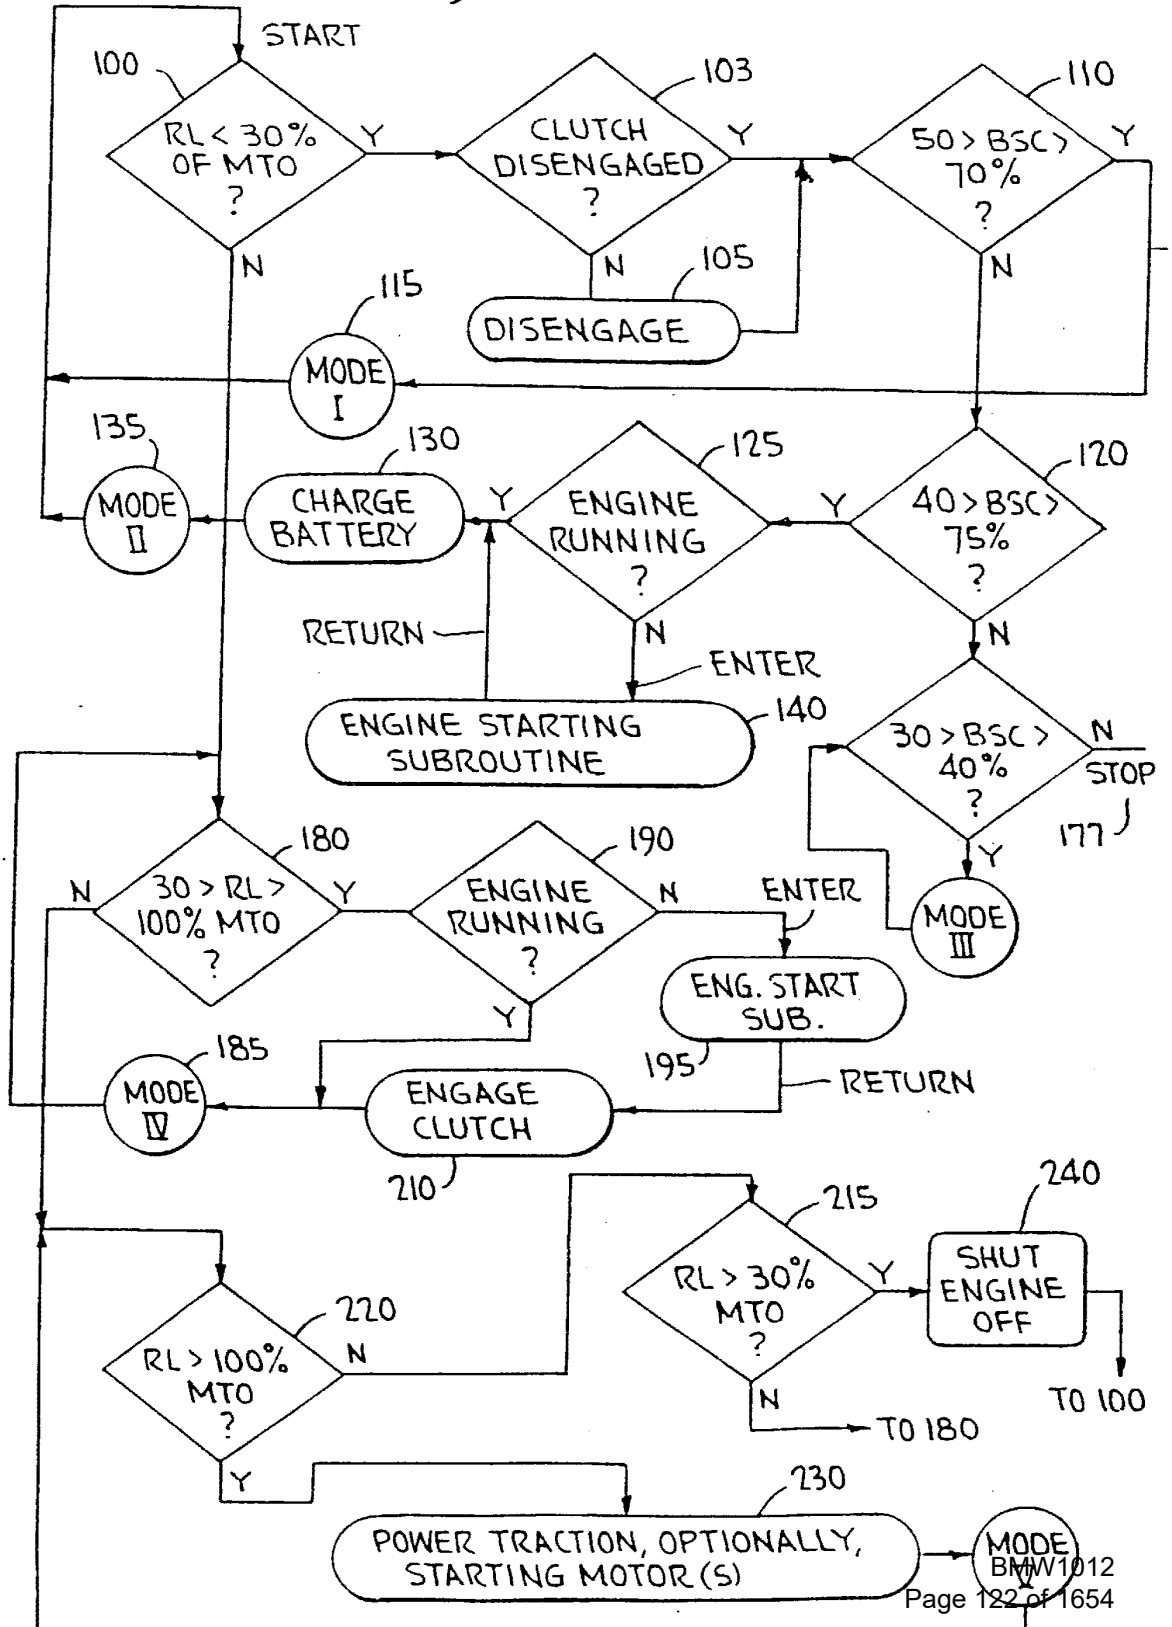 START
100
RL < 30%
OF MTO
?
Y
N
103
CLUTCH
DISENGAGED
?
Y
N
105
DISENGAGE
110
50 > BSC >
70%
?
Y
N
115
MODE
I
135
MODE
II
130
CHARGE
BATTERY
125
Y
ENGINE
RUNNING
?
N
120
Y
40 > BSC >
75%
?
N
RETURN
ENTER
140
ENGINE STARTING
SUBROUTINE
30 > BSC >
40%
?
N
STOP
177
Y
MODE
III
180
N
30 > RL >
100% MTO
?
Y
190
ENGINE
RUNNING
?
N
Y
ENTER
ENG. START
SUB.
195
RETURN
185
MODE
IV
ENGAGE
CLUTCH
210
215
RL > 30%
MTO
?
Y
N
TO 180
240
SHUT
ENGINE
OFF
TO 100
220
RL > 100%
MTO
?
N
Y
230
POWER TRACTION, OPTIONALLY,
STARTING MOTOR (S)
MODE
BMW1012
Page 122 of 1654